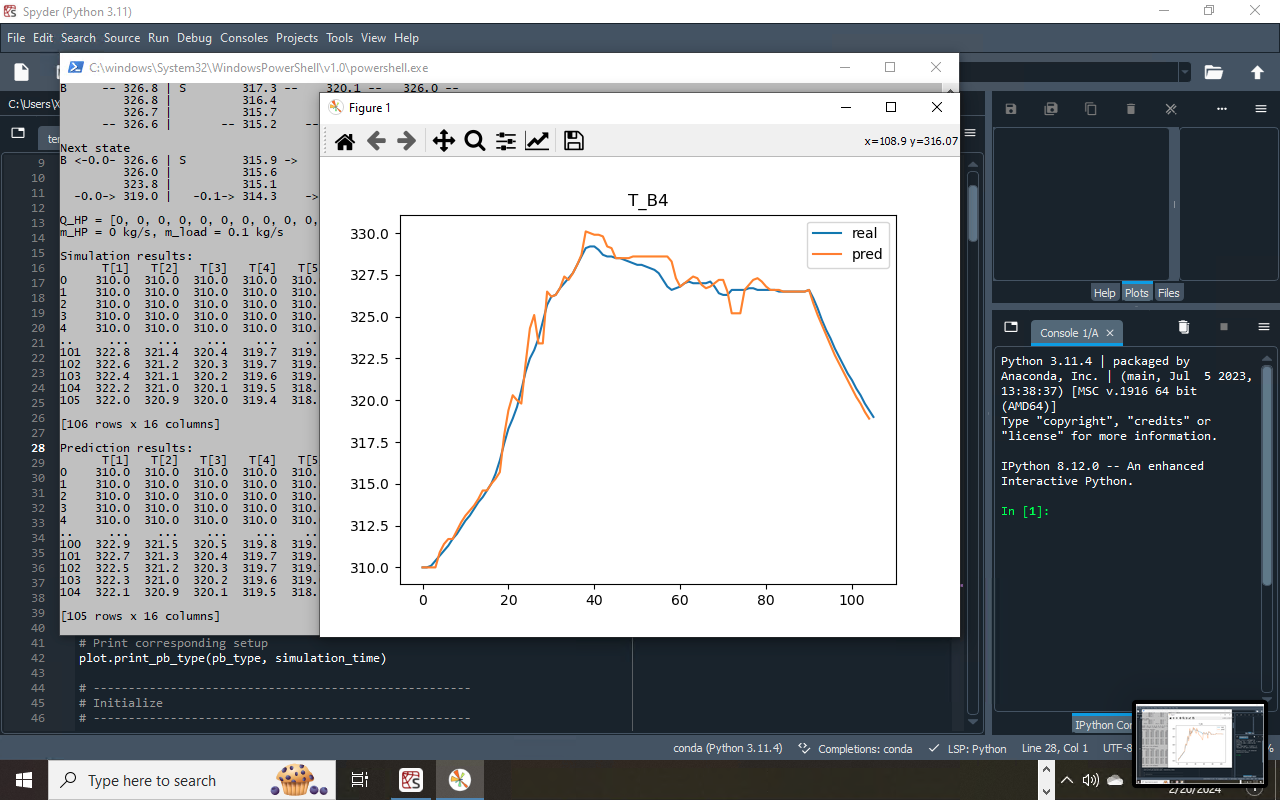 Spyder (Python 3.11)
File Edit Search Source Run Debug Consoles Projects Tools View Help
C:\windows\System32\WindowsPowerShell\v1.0\powershell.exe
C:\Users\
B -- 326.8 | S 317.3 -- 320.1 -- 326.0 --
326.8 | 316.4
326.7 | 315.7
-- 326.6 | -- 315.2 --
Next state
B <-0.0- 326.6 | S 315.9 ->
326.0 | 315.6
323.8 | 315.1
-0.0-> 319.0 | -0.1-> 314.3 ->
Q_HP = [0, 0, 0, 0, 0, 0, 0, 0, 0, 0,
m_HP = 0 kg/s, m_load = 0.1 kg/s
Simulation results:
T[1] T[2] T[3] T[4] T[5
0 310.0 310.0 310.0 310.0 310.
1 310.0 310.0 310.0 310.0 310.
2 310.0 310.0 310.0 310.0 310.
3 310.0 310.0 310.0 310.0 310.
4 310.0 310.0 310.0 310.0 310.
.. ... ... ... ... ..
101 322.8 321.4 320.4 319.7 319.
102 322.6 321.2 320.3 319.7 319.
103 322.4 321.1 320.2 319.6 319.
104 322.2 321.0 320.1 319.5 318.
105 322.0 320.9 320.0 319.4 318.
[106 rows x 16 columns]
Prediction results:
T[1] T[2] T[3] T[4] T[5
0 310.0 310.0 310.0 310.0 310.
1 310.0 310.0 310.0 310.0 310.
2 310.0 310.0 310.0 310.0 310.
3 310.0 310.0 310.0 310.0 310.
4 310.0 310.0 310.0 310.0 310.
.. ... ... ... ... ..
100 322.9 321.5 320.5 319.8 319.
101 322.7 321.3 320.4 319.7 319.
102 322.5 321.2 320.3 319.7 319.
103 322.3 321.0 320.2 319.6 319.
104 322.1 320.9 320.1 319.5 318.
[105 rows x 16 columns]
9
10
11
12
13
14
15
16
17
18
19
20
21
22
23
24
25
26
27
28
29
30
31
32
33
34
35
36
37
38
39
40
41 # Print corresponding setup
42 plot.print_pb_type(pb_type, simulation_time)
43
44 # --------------------------------------------------
45 # Initialize
46 # --------------------------------------------------
Figure 1
x=108.9 y=316.07
T_B4
real
pred
330.0
327.5
325.0
322.5
320.0
317.5
315.0
312.5
310.0
0 20 40 60 80 100
Help Plots Files
Console 1/A
Python 3.11.4 | packaged by
Anaconda, Inc. | (main, Jul 5 2023,
13:38:37) [MSC v.1916 64 bit
(AMD64)]
Type "copyright", "credits" or
"license" for more information.
IPython 8.12.0 -- An enhanced
Interactive Python.
In [1]:
IPython Con
conda (Python 3.11.4) Completions: conda LSP: Python Line 28, Col 1 UTF-8 %
Type here to search
2/20/2024